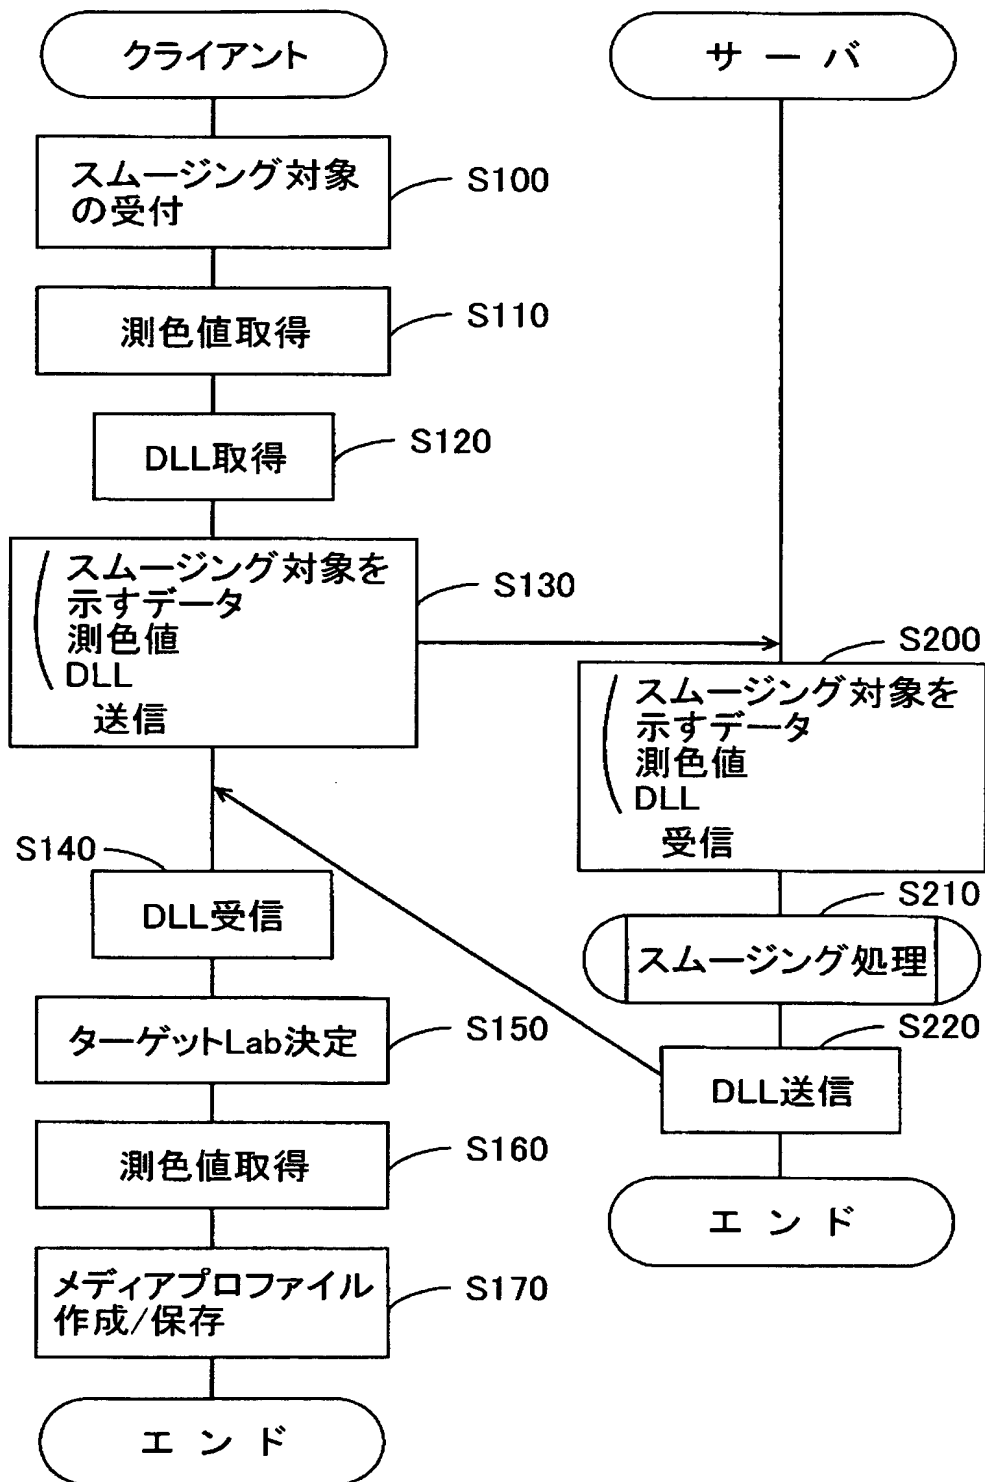 クライアント
スムージング対象
の受付
S100
測色値取得
S110
DLL取得
S120
スムージング対象を
示すデータ
測色値
DLL
送信
S130
S140
DLL受信
ターゲットLab決定
S150
測色値取得
S160
メディアプロファイル
作成/保存
S170
エンド
サーバ
S200
スムージング対象を
示すデータ
測色値
DLL
受信
S210
スムージング処理
S220
DLL送信
エンド